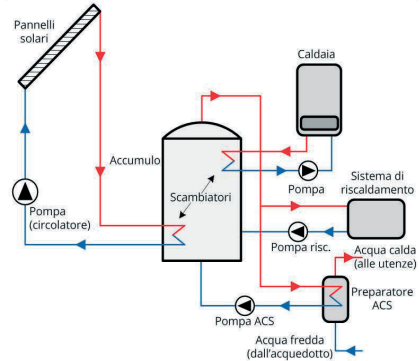 Pannelli
solari
Caldaia
Accumulo
Scambiatori
Pompa
Sistema di
riscaldamento
Pompa
(circolatore)
Pompa risc.
Acqua calda
(alle utenze)
Preparatore
ACS
Pompa ACS
Acqua fredda
(dall'acquedotto)